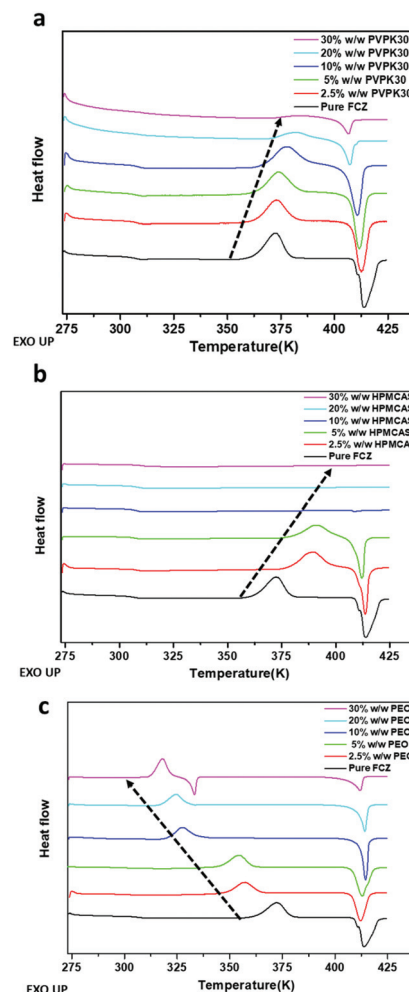 a
30% w/w PVPK30
20% w/w PVPK30
10% w/w PVPK30
5% w/w PVPK30
2.5% w/w PVPK30
Pure FCZ
Heat flow
275 300 325 350 375 400 425
EXO UP
Temperature(K)
b
30% w/w HPMCAS
20% w/w HPMCAS
10% w/w HPMCAS
5% w/w HPMCAS
2.5% w/w HPMCAS
Pure FCZ
Heat flow
275 300 325 350 375 400 425
EXO UP
Temperature(K)
c
30% w/w PEO
20% w/w PEO
10% w/w PEO
5% w/w PEO
2.5% w/w PEO
Pure FCZ
Heat flow
275 300 325 350 375 400 425
EXO UP
Temperature(K)